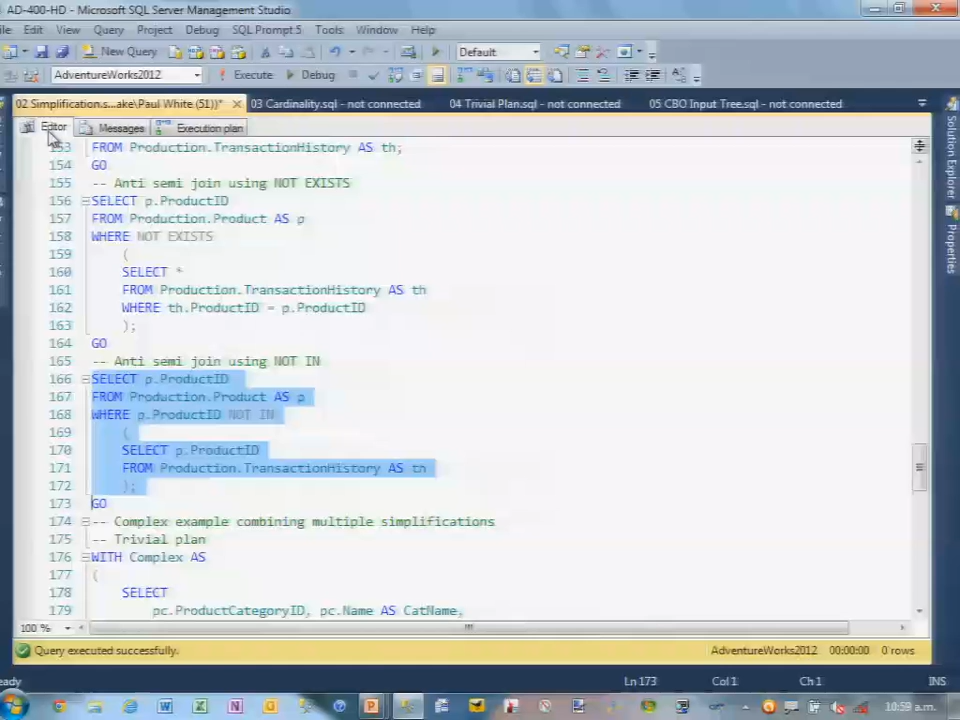 AD-400-HD - Microsoft SQL Server Management Studio
File Edit View Query Project Debug SQL Prompt 5 Tools Window Help
New Query Default
AdventureWorks2012 Execute Debug
02 Simplification.s...ake\Paul White (51))* 03 Cardinality.sql - not connected 04 Trivial Plan.sql - not connected 05 CBO Input Tree.sql - not connected
Editor Messages Execution plan
Solution Explorer
Properties
153 FROM Production.TransactionHistory AS th;
154 GO
155 -- Anti semi join using NOT EXISTS
156 SELECT p.ProductID
157 FROM Production.Product AS p
158 WHERE NOT EXISTS
159 (
160 SELECT *
161 FROM Production.TransactionHistory AS th
162 WHERE th.ProductID = p.ProductID
163 );
164 GO
165 -- Anti semi join using NOT IN
166 SELECT p.ProductID
167 FROM Production.Product AS p
168 WHERE p.ProductID NOT IN
169 (
170 SELECT p.ProductID
171 FROM Production.TransactionHistory AS th
172 );
173 GO
174 -- Complex example combining multiple simplifications
175 -- Trivial plan
176 WITH Complex AS
177 (
178 SELECT
179 pc.ProductCategoryID, pc.Name AS CatName,
100 %
Query executed successfully. AdventureWorks2012 00:00:00 0 rows
eady Ln 173 Col 1 Ch 1 INS
10:59 a.m.